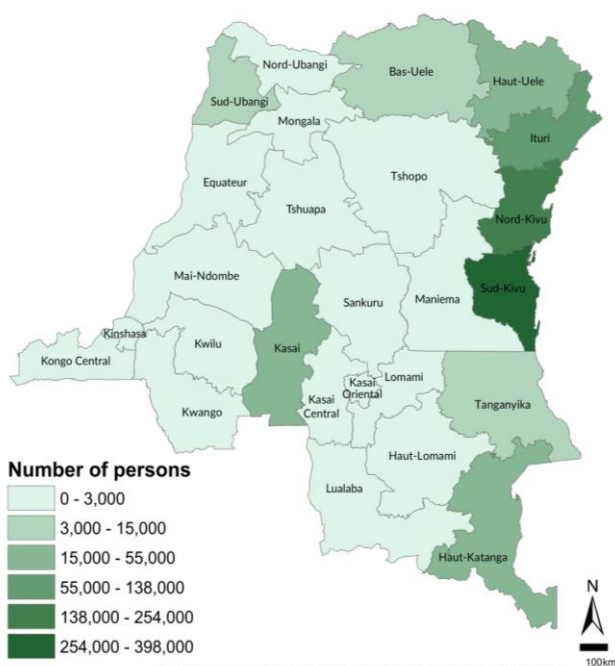 Nord-Ubangi
Bas-Uele
Haut-Uele
Sud-Ubangi
Mongala
Ituri
Equateur
Tshopo
Tshuapa
Nord-Kivu
Mai-Ndombe
Sankuru
Maniema
Sud-Kivu
Kinshasa
Kongo Central
Kwilu
Kasai
Lomami
Kasai
Oriental
Kasai
Central
Tanganyika
Kwango
Haut-Lomami
Lualaba
Haut-Katanga
Number of persons
0 - 3,000
3,000 - 15,000
15,000 - 55,000
55,000 - 138,000
138,000 - 254,000
254,000 - 398,000
N
100km